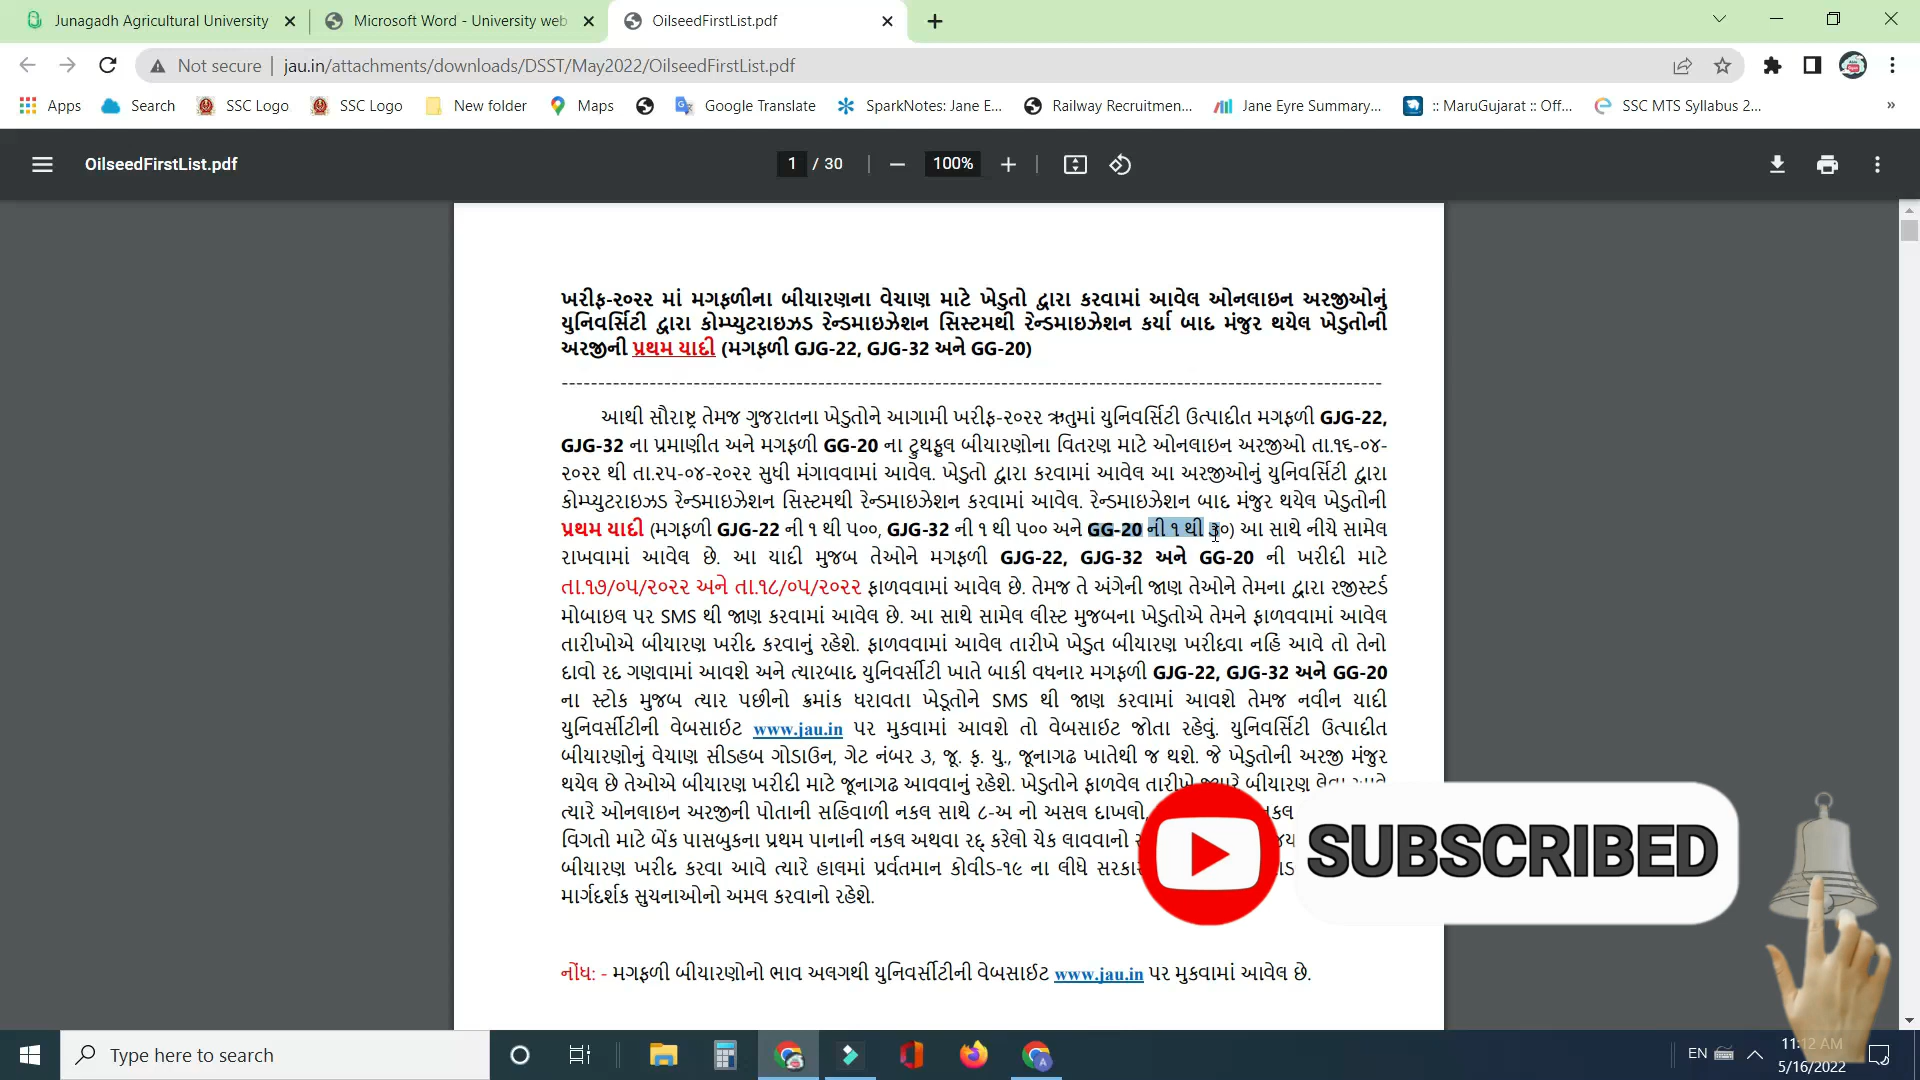 Junagadh Agricultural University
Microsoft Word - University web
OilseedFirstList.pdf
Not secure
jau.in/attachments/downloads/DSST/May2022/OilseedFirstList.pdf
Apps
Search
SSC Logo
SSC Logo
New folder
Maps
Google Translate
SparkNotes: Jane E...
Railway Recruitmen...
Jane Eyre Summary...
:: MaruGujarat :: Off...
SSC MTS Syllabus 2...
»
OilseedFirstList.pdf
1 / 30
100%
ખરીફ-૨૦૨૨ માં મગફળીના બીયારણના વેચાણ માટે ખેડુતો દ્વારા કરવામાં આવેલ ઓનલાઇન અરજીઓનું
યુનિવર્સિટી દ્વારા કોમ્પ્યુટરાઇઝડ રેન્ડમાઇઝેશન સિસ્ટમથી રેન્ડમાઇઝેશન કર્યા બાદ મંજુર થયેલ ખેડુતોની
અરજીની પ્રથમ યાદી (મગફળી GJG-22, GJG-32 અને GG-20)
આથી સૌરાષ્ટ્ર તેમજ ગુજરાતના ખેડુતોને આગામી ખરીફ-૨૦૨૨ ઋતુમાં યુનિવર્સિટી ઉત્પાદીત મગફળી GJG-22,
GJG-32 ના પ્રમાણીત અને મગફળી GG-20 ના ટ્રુથફુલ બીયારણોના વિતરણ માટે ઓનલાઇન અરજીઓ તા.૧૬-૦૪-
૨૦૨૨ થી તા.૨૫-૦૪-૨૦૨૨ સુધી મંગાવવામાં આવેલ. ખેડુતો દ્વારા કરવામાં આવેલ આ અરજીઓનું યુનિવર્સિટી દ્વારા
કોમ્પ્યુટરાઇઝડ રેન્ડમાઇઝેશન સિસ્ટમથી રેન્ડમાઇઝેશન કરવામાં આવેલ. રેન્ડમાઇઝેશન બાદ મંજુર થયેલ ખેડુતોની
પ્રથમ યાદી (મગફળી GJG-22 ની ૧ થી ૫૦૦, GJG-32 ની ૧ થી ૫૦૦ અને GG-20 ની ૧ થી ૩૦) આ સાથે નીચે સામેલ
રાખવામાં આવેલ છે. આ યાદી મુજબ તેઓને મગફળી GJG-22, GJG-32 અને GG-20 ની ખરીદી માટે
તા.૧૭/૦૫/૨૦૨૨ અને તા.૧૮/૦૫/૨૦૨૨ ફાળવવામાં આવેલ છે. તેમજ તે અંગેની જાણ તેઓને તેમના દ્વારા રજીસ્ટર્ડ
મોબાઇલ પર SMS થી જાણ કરવામાં આવેલ છે. આ સાથે સામેલ લીસ્ટ મુજબના ખેડુતોએ તેમને ફાળવવામાં આવેલ
તારીખોએ બીયારણ ખરીદ કરવાનું રહેશે. ફાળવવામાં આવેલ તારીખે ખેડુત બીયારણ ખરીદવા નહિં આવે તો તેનો
દાવો રદ ગણવામાં આવશે અને ત્યારબાદ યુનિવર્સીટી ખાતે બાકી વધનાર મગફળી GJG-22, GJG-32 અને GG-20
ના સ્ટોક મુજબ ત્યાર પછીનો ક્રમાંક ધરાવતા ખેડૂતોને SMS થી જાણ કરવામાં આવશે તેમજ નવીન યાદી
યુનિવર્સીટીની વેબસાઈટ www.jau.in પર મુકવામાં આવશે તો વેબસાઈટ જોતા રહેવું. યુનિવર્સિટી ઉત્પાદીત
બીયારણોનું વેચાણ સીડહબ ગોડાઉન, ગેટ નંબર ૩, જૂ. કૃ. યુ., જૂનાગઢ ખાતેથી જ થશે. જે ખેડુતોની અરજી મંજુર
થયેલ છે તેઓએ બીયારણ ખરીદી માટે જૂનાગઢ આવવાનું રહેશે. ખેડુતોને ફાળવેલ તારીખે જ્યારે બીયારણ લેવા આવે
ત્યારે ઓનલાઇન અરજીની પોતાની સહિવાળી નકલ સાથે ૮-અ નો અસલ દાખલો,
વિગતો માટે બેંક પાસબુકના પ્રથમ પાનાની નકલ અથવા રદ્ કરેલો ચેક લાવવાનો
બીયારણ ખરીદ કરવા આવે ત્યારે હાલમાં પ્રર્વતમાન કોવીડ-૧૯ ના લીધે
માર્ગદર્શક સુચનાઓનો અમલ કરવાનો રહેશે.
SUBSCRIBED
નોંધ: - મગફળી બીયારણોનો ભાવ અલગથી યુનિવર્સીટીની વેબસાઈટ www.jau.in પર મુકવામાં આવેલ છે.
Type here to search
EN
11:12 AM
5/16/2022